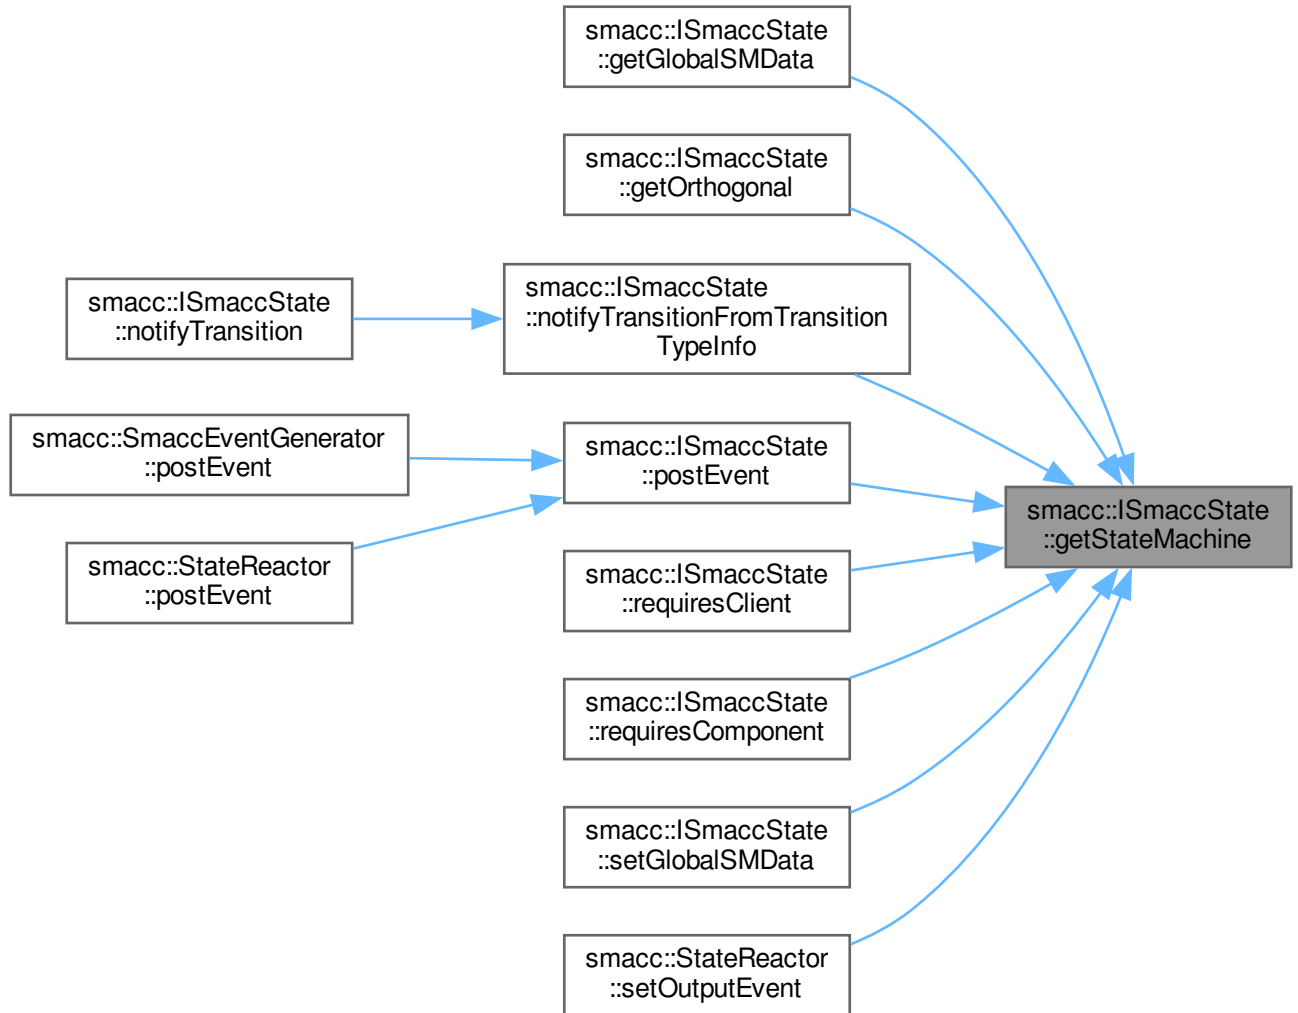 smacc::ISmaccState
::getGlobalSMData
smacc::ISmaccState
::getOrthogonal
smacc::ISmaccState
::notifyTransition
smacc::ISmaccState
::notifyTransitionFromTransition
TypeInfo
smacc::SmaccEventGenerator
::postEvent
smacc::ISmaccState
::postEvent
smacc::ISmaccState
::getStateMachine
smacc::StateReactor
::postEvent
smacc::ISmaccState
::requiresClient
smacc::ISmaccState
::requiresComponent
smacc::ISmaccState
::setGlobalSMData
smacc::StateReactor
::setOutputEvent